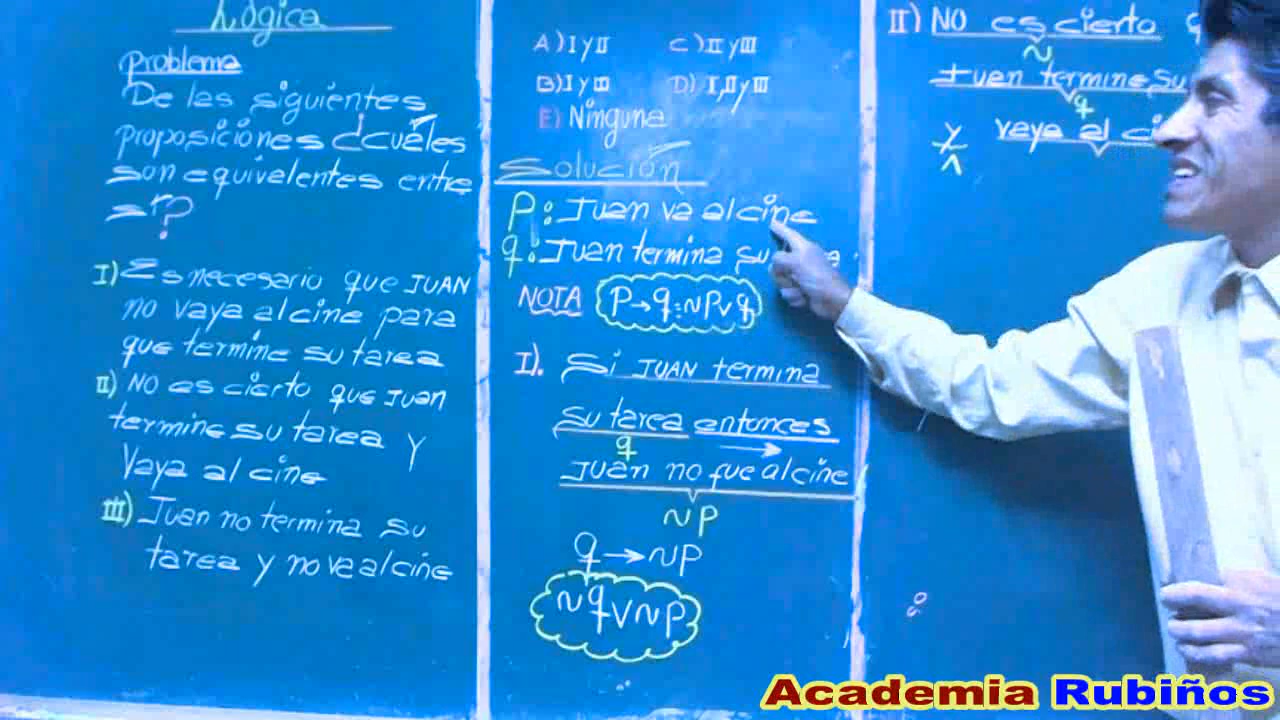 Lógica
Problema
De las siguientes
proposiciones ¿cuáles
son equivalentes entre
sí?
I) Es necesario que JUAN
no vaya al cine para
que termine su tarea
II) NO es cierto que Juan
termine su tarea y
Vaya al cine
III) Juan no termina su
tarea y no va al cine
A) I y II C) II y III
B) I y III D) I, II y III
E) Ninguna
Solución
P: Juan va al cine
q: Juan termina su a.
NOTA P→q:~P∨q
I). Si JUAN termina
su tarea entonces
q →
Juan no fue al cine
~P
q → ~P
~q∨~p
II) NO es cierto q
~
Juan termine su
q
y vaya al ci
∧
Academia Rubiños